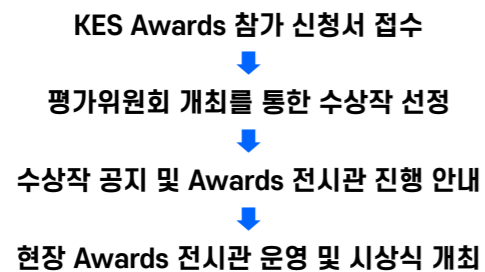 KES Awards 참가 신청서 접수
평가위원회 개최를 통한 수상작 선정
수상작 공지 및 Awards 전시관 진행 안내
현장 Awards 전시관 운영 및 시상식 개최